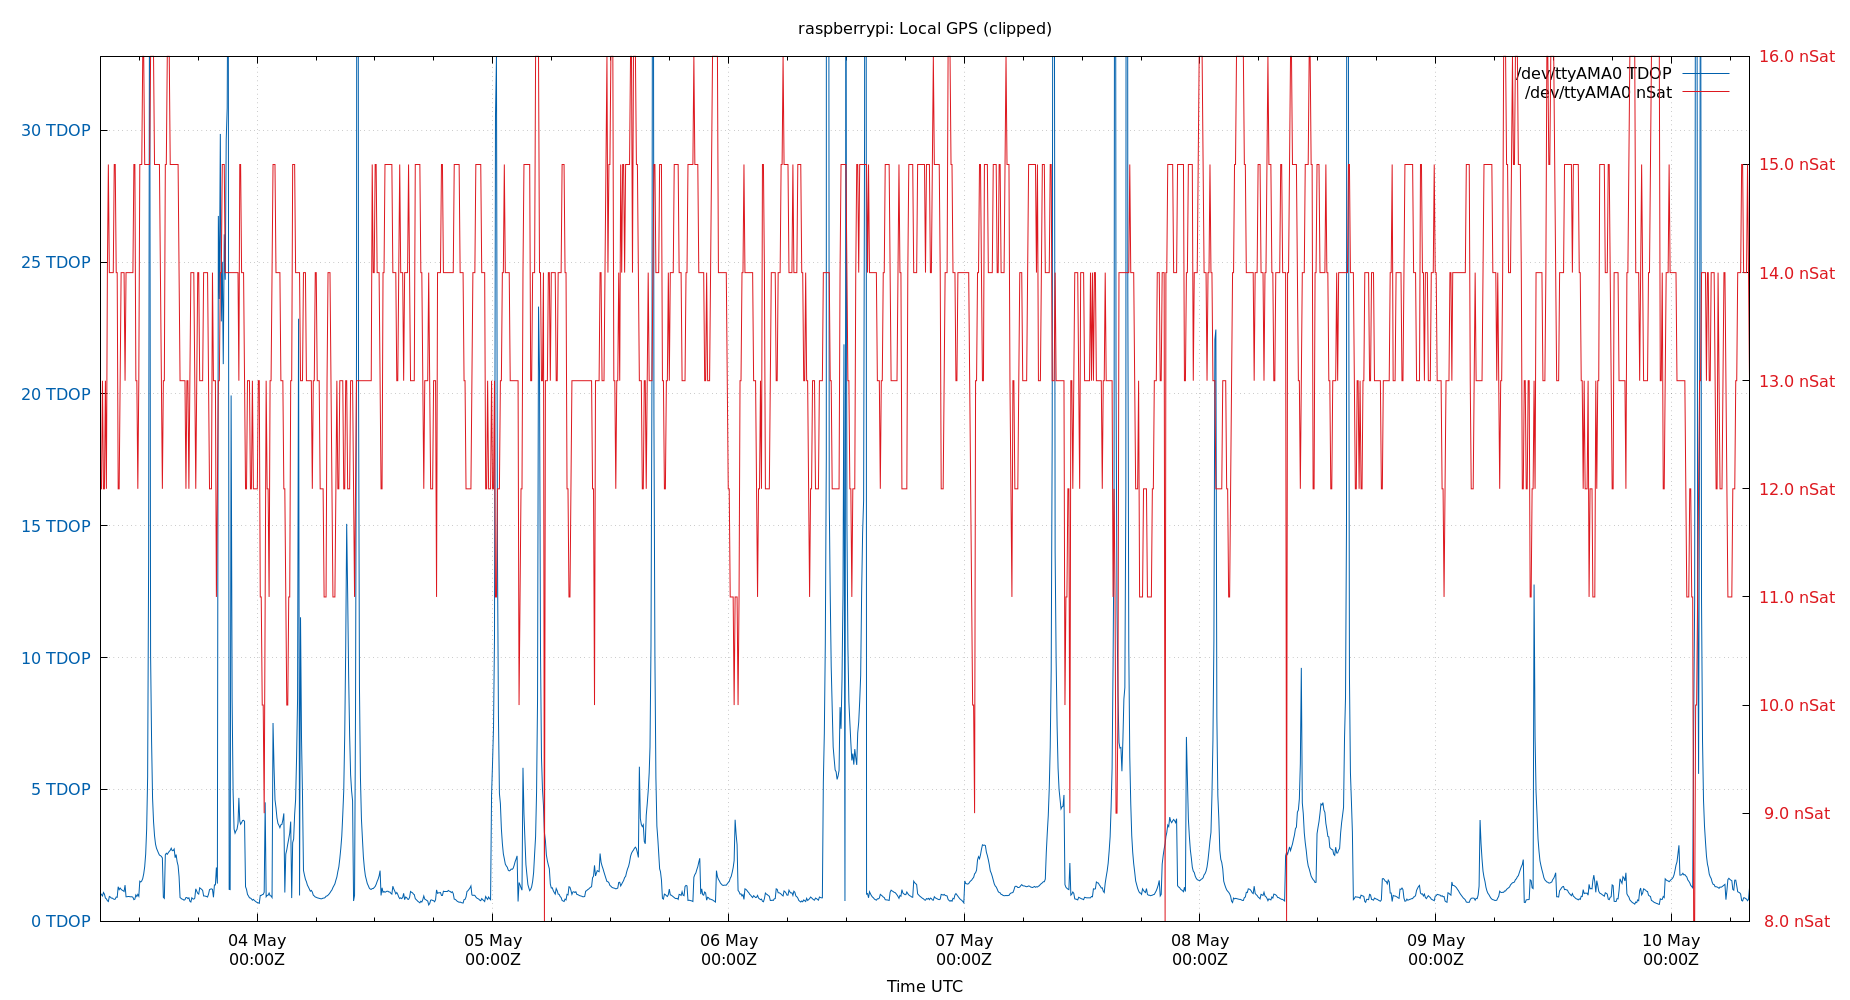 raspberrypi: Local GPS (clipped)
16.0 nSat
/dev/ttyAMA0 TDOP
/dev/ttyAMA0 nSat
30 TDOP
15.0 nSat
25 TDOP
14.0 nSat
20 TDOP
13.0 nSat
12.0 nSat
15 TDOP
11.0 nSat
10 TDOP
10.0 nSat
5 TDOP
9.0 nSat
0 TDOP
8.0 nSat
04 May
00:00Z
05 May
00:00Z
06 May
00:00Z
07 May
00:00Z
08 May
00:00Z
09 May
00:00Z
10 May
00:00Z
Time UTC